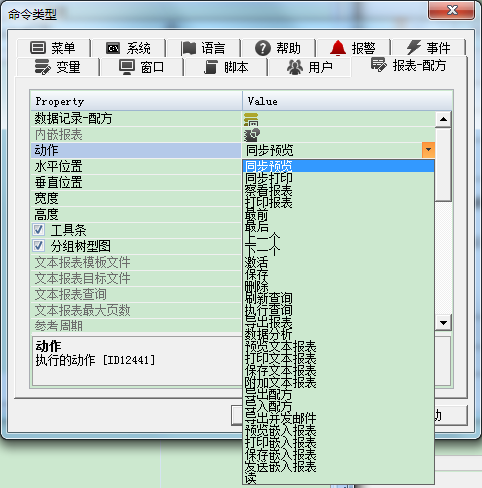 命令类型
菜单 系统 语言 帮助 报警 事件
变量 窗口 脚本 用户 报表-配方
Property Value
数据记录-配方
内嵌报表
动作 同步预览
水平位置
垂直位置
宽度
高度
工具条
分组树型图
文本报表模板文件
文本报表目标文件
文本报表查询
文本报表最大页数
参考周期
同步预览
同步打印
察看报表
打印报表
最前
最后
上一个
下一个
激活
保存
删除
刷新查询
执行查询
导出报表
数据分析
预览文本报表
打印文本报表
保存文本报表
附加文本报表
导出配方
导入配方
导出并发邮件
预览嵌入报表
打印嵌入报表
保存嵌入报表
发送嵌入报表
读
动作
执行的动作 [ID12441]